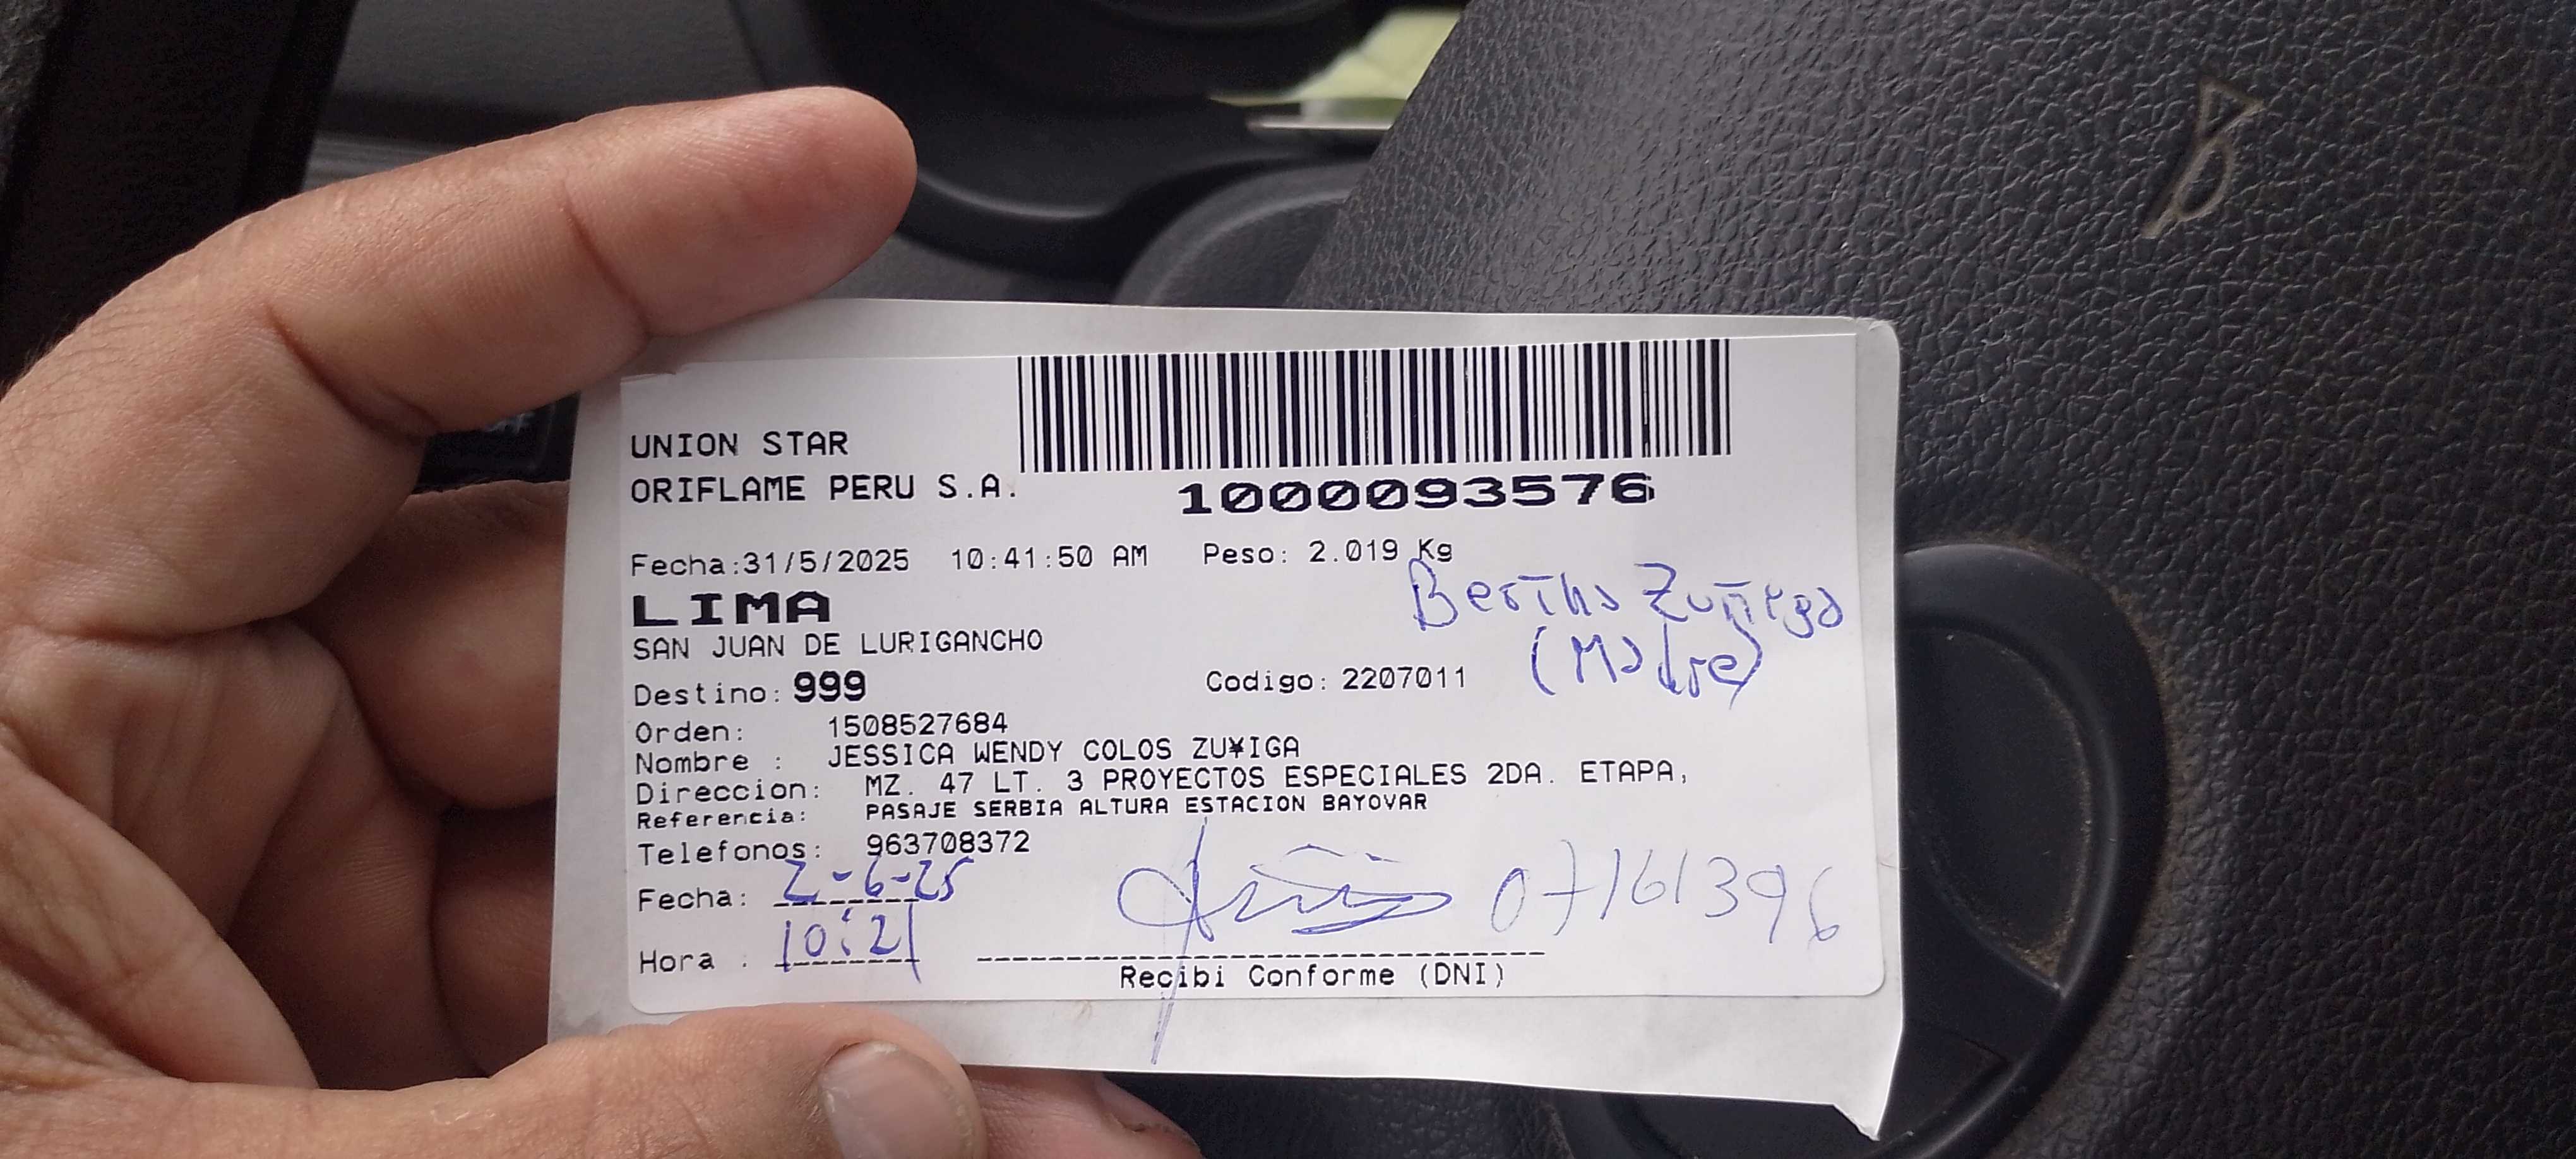 UNION STAR
ORIFLAME PERU S.A.
1000093576
Fecha:31/5/2025 10:41:50 AM Peso: 2.019 Kg
LIMA
Bertha Zuñiga
(Madre)
SAN JUAN DE LURIGANCHO
Destino: 999 Codigo: 2207011
Orden: 1508527684
Nombre : JESSICA WENDY COLOS ZU¥IGA
Direccion: MZ. 47 LT. 3 PROYECTOS ESPECIALES 2DA. ETAPA,
Referencia: PASAJE SERBIA ALTURA ESTACION BAYOVAR
Telefonos: 963708372
Fecha: 2-6-25
07161396
Hora : 10:21
Recibi Conforme (DNI)